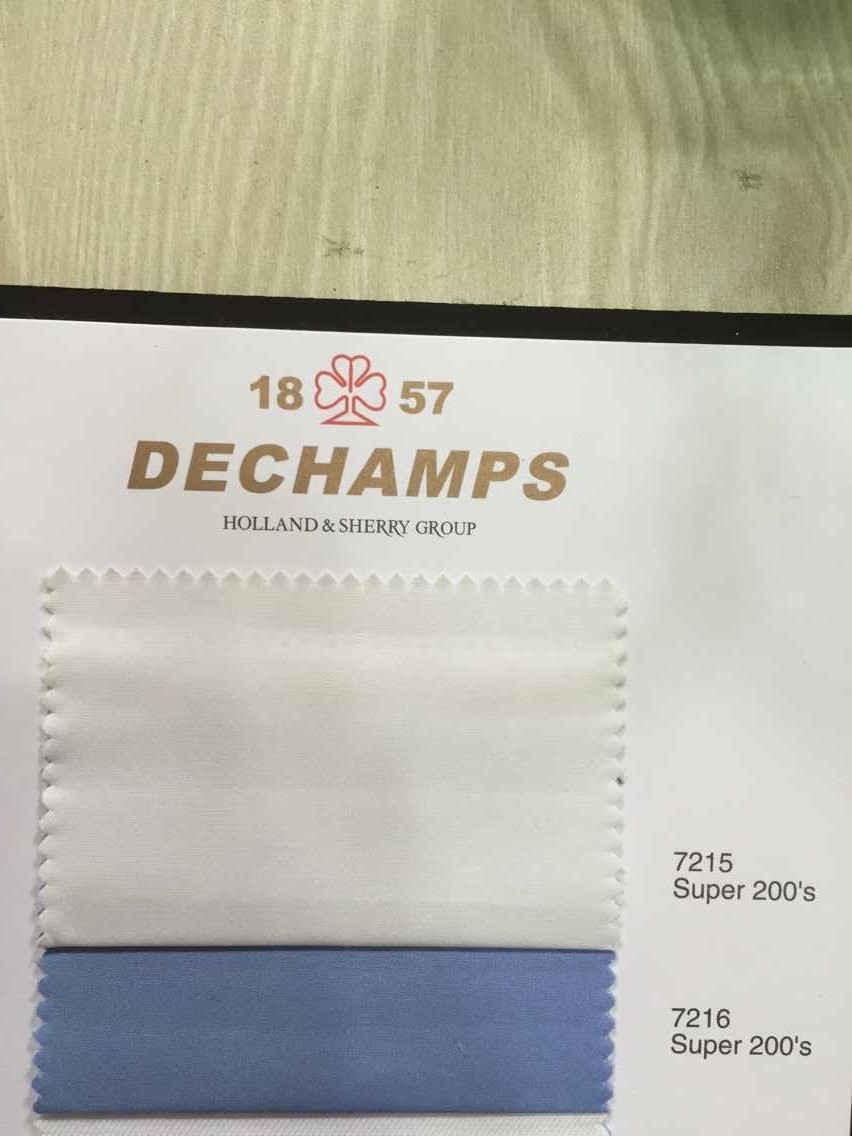 18 57
DECHAMPS
HOLLAND & SHERRY GROUP
7215
Super 200's
7216
Super 200's